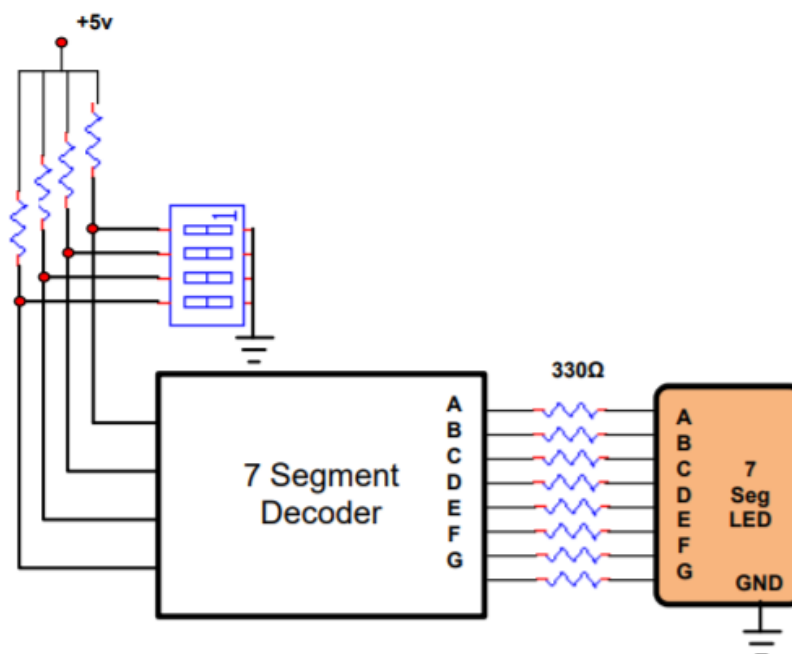 +5v
1
330Ω
7 Segment
Decoder
A
B
C
D
E
F
G
A
B
C
D
E
F
G
7
Seg
LED
GND